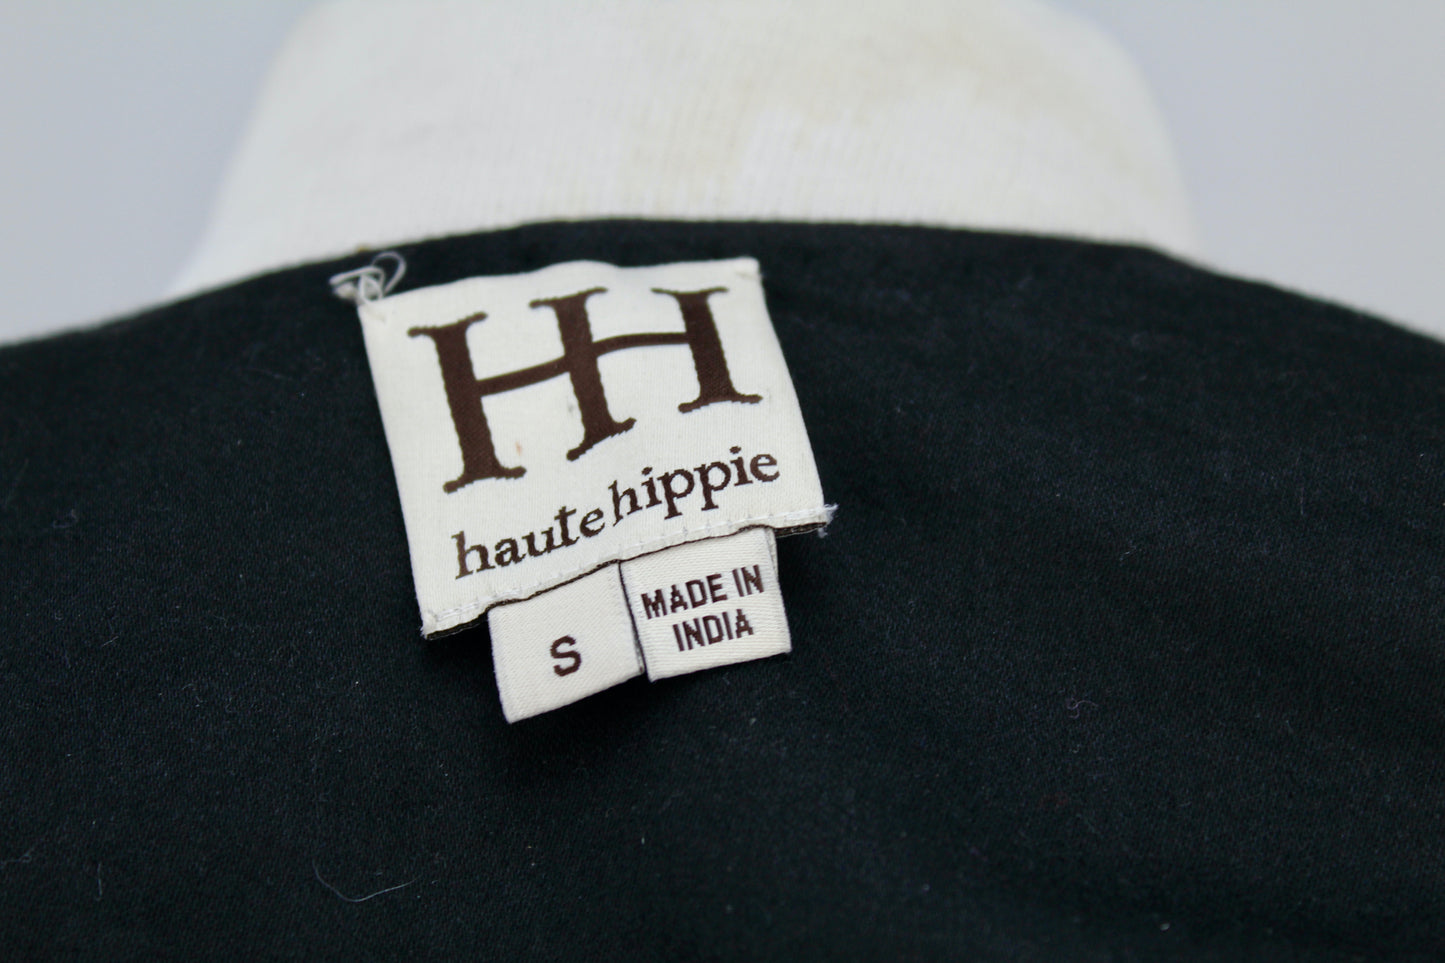 HH
haute hippie
S
MADE IN
INDIA